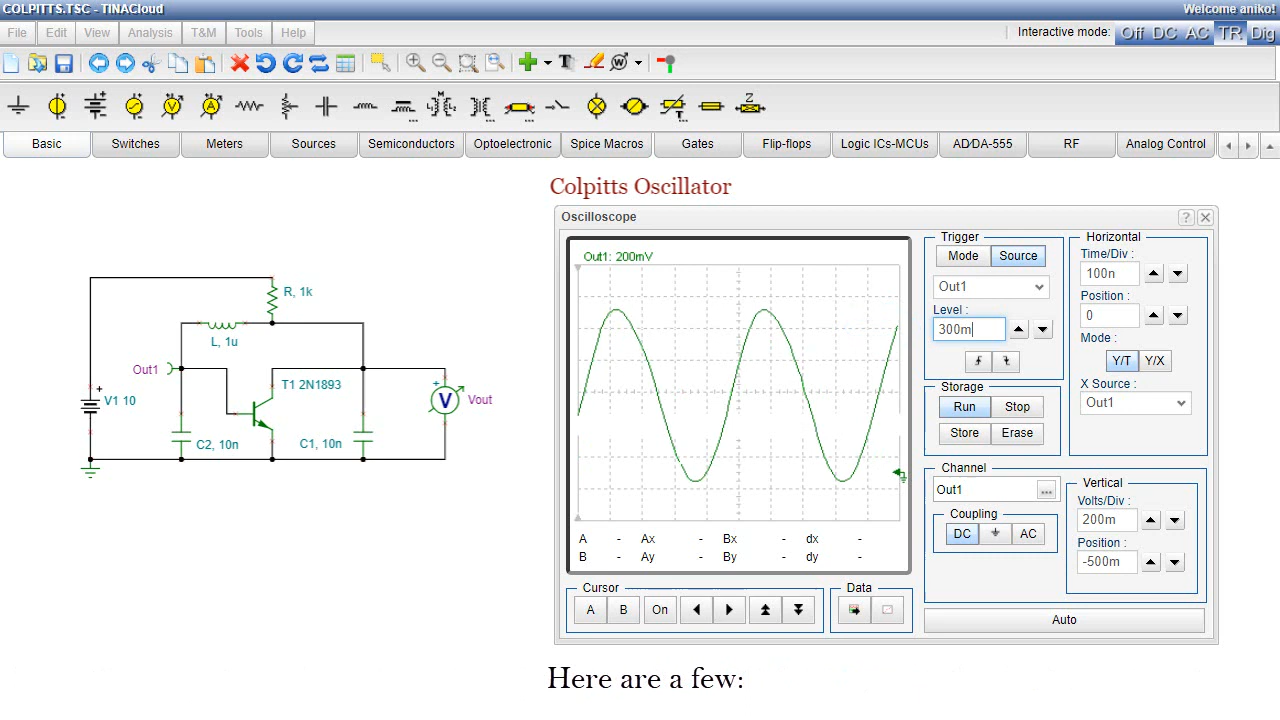 COLPITTS.TSC - TINACloud
Welcome aniko!
File Edit View Analysis T&M Tools Help
Interactive mode: Off DC AC TR Dig
Basic Switches Meters Sources Semiconductors Optoelectronic Spice Macros Gates Flip-flops Logic ICs-MCUs AD/DA-555 RF Analog Control
Colpitts Oscillator
Oscilloscope
Out1: 200mV
R, 1k
L, 1u
Out1
T1 2N1893
V1 10
+
V
+
Vout
C2, 10n
C1, 10n
A - Ax - Bx - dx -
B - Ay - By - dy -
Cursor
A B On
Data
Trigger
Mode Source
Out1
Level :
300m
Storage
Run Stop
Store Erase
Horizontal
Time/Div :
100n
Position :
0
Mode :
Y/T Y/X
X Source :
Out1
Channel
Out1 ...
Coupling
DC AC
Vertical
Volts/Div :
200m
Position :
-500m
Auto
Here are a few: